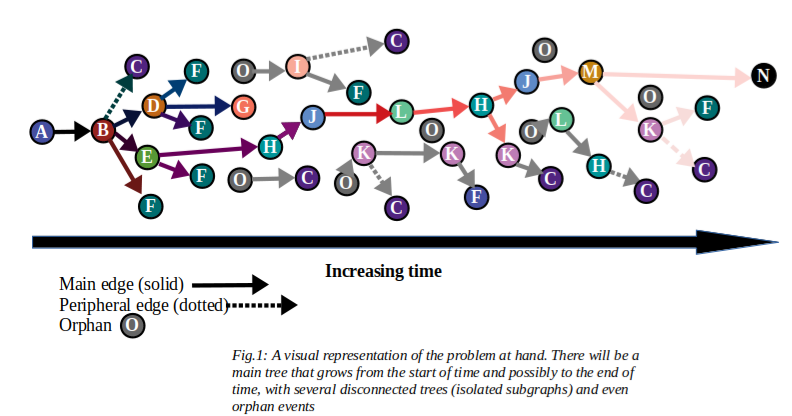 C
F
O
I
C
F
O
J
M
N
A
B
D
G
F
E
H
J
L
O
H
O
L
O
K
F
F
O
C
O
K
C
K
F
K
C
H
C
C
F
Increasing time
Main edge (solid)
Peripheral edge (dotted)
Orphan O
Fig.1: A visual representation of the problem at hand. There will be a
main tree that grows from the start of time and possibly to the end of
time, with several disconnected trees (isolated subgraphs) and even
orphan events